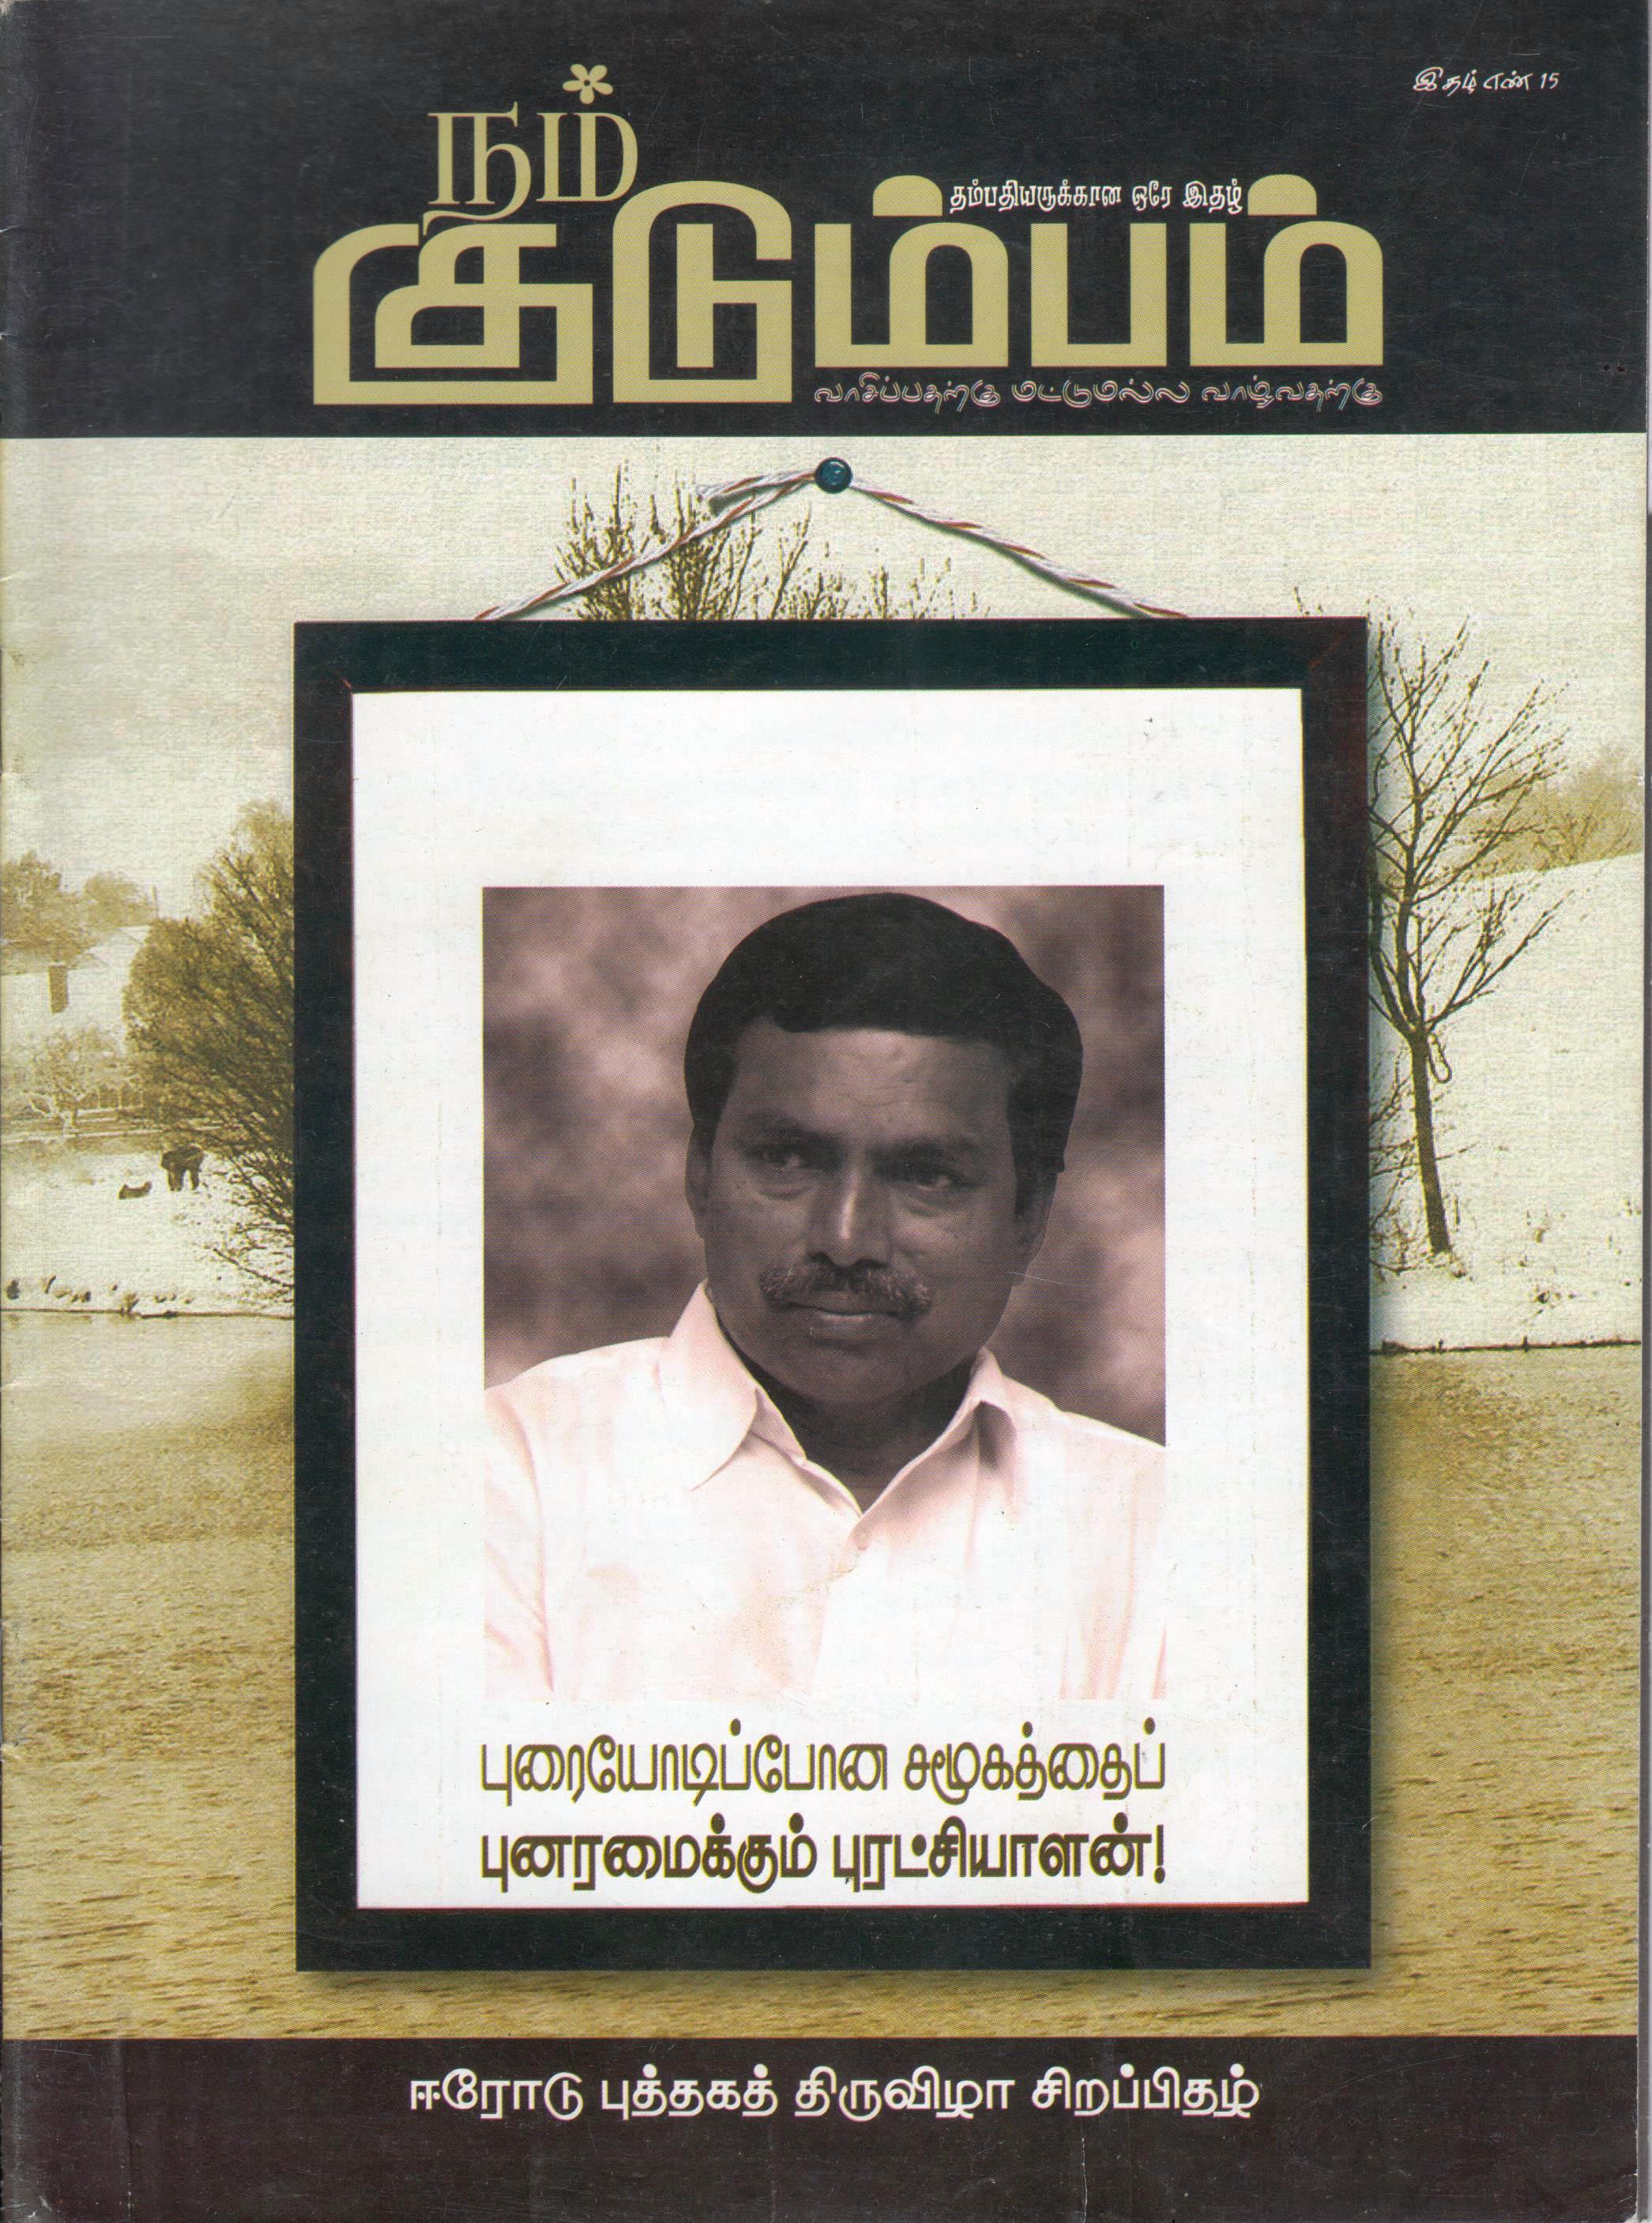 இதழ் எண் 15
நம்
தம்பதியருக்கான ஒரே இதழ்
குடும்பம்
வாசிப்பதற்கு மட்டுமல்ல வாழ்வதற்கு
புரையோடிப்போன சமூகத்தைப்
புனரமைக்கும் புரட்சியாளன்!
ஈரோடு புத்தகத் திருவிழா சிறப்பிதழ்